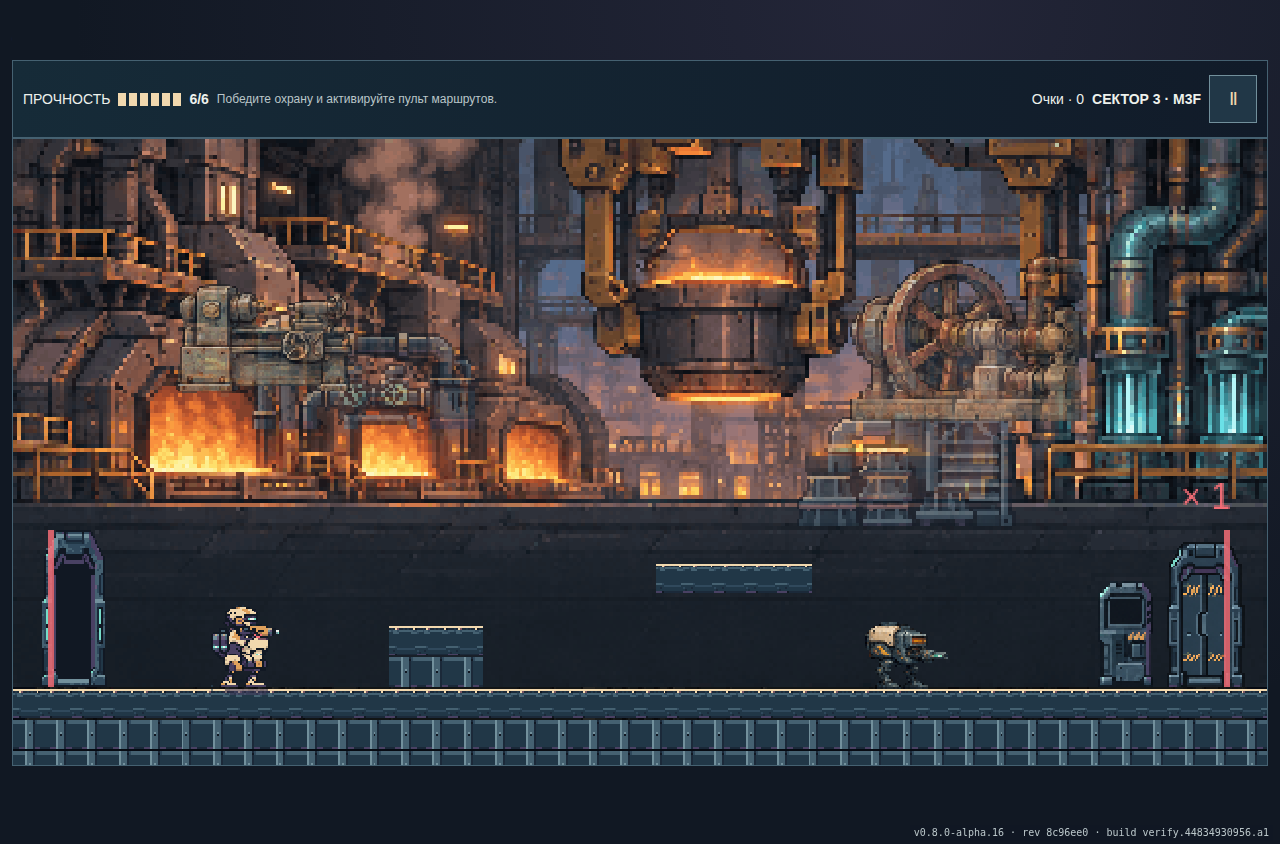 ПРОЧНОСТЬ 6/6 Победите охрану и активируйте пульт маршрутов.
Очки · 0 СЕКТОР 3 · M3F II
× 1
v0.8.0-alpha.16 · rev 8c96ee0 · build verify.44834930956.a1